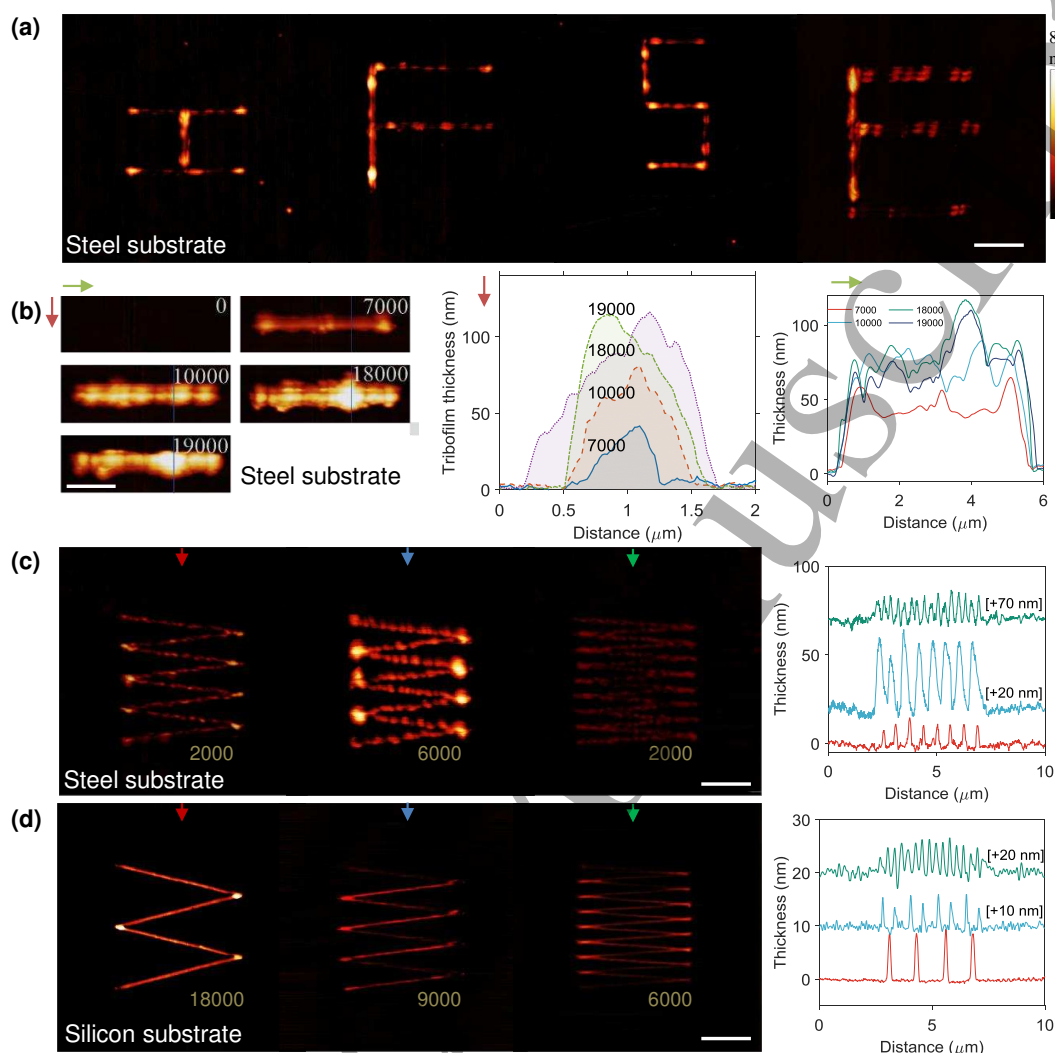 (a)
8
n
Steel substrate
(b)
0
7000
10000
18000
19000
Steel substrate
Tribofilm thickness (nm)
100
50
0
19000
18000
10000
7000
0
0.5
1
1.5
2
Distance (μm)
Thickness (nm)
100
50
0
7000
18000
10000
19000
0
2
4
6
Distance (μm)
(c)
2000
6000
2000
Steel substrate
Thickness (nm)
100
50
0
[+70 nm]
[+20 nm]
0
5
10
Distance (μm)
(d)
18000
9000
6000
Silicon substrate
Thickness (nm)
30
20
10
0
[+20 nm]
[+10 nm]
0
5
10
Distance (μm)